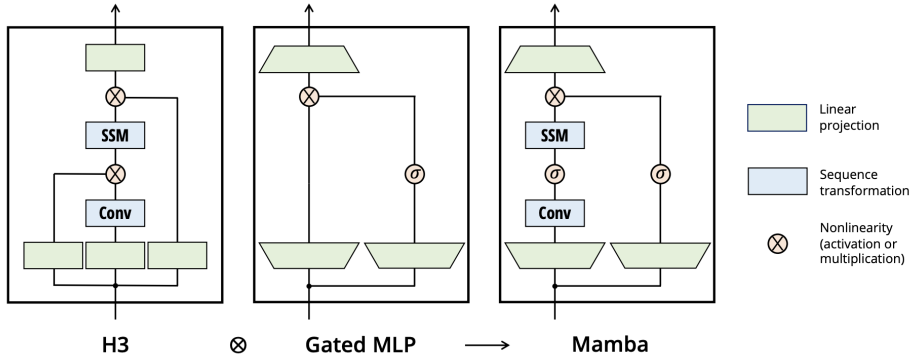 SSM
Conv
σ
SSM
σ
Conv
σ
Linear
projection
Sequence
transformation
Nonlinearity
(activation or
multiplication)
H3 ⊗ Gated MLP → Mamba